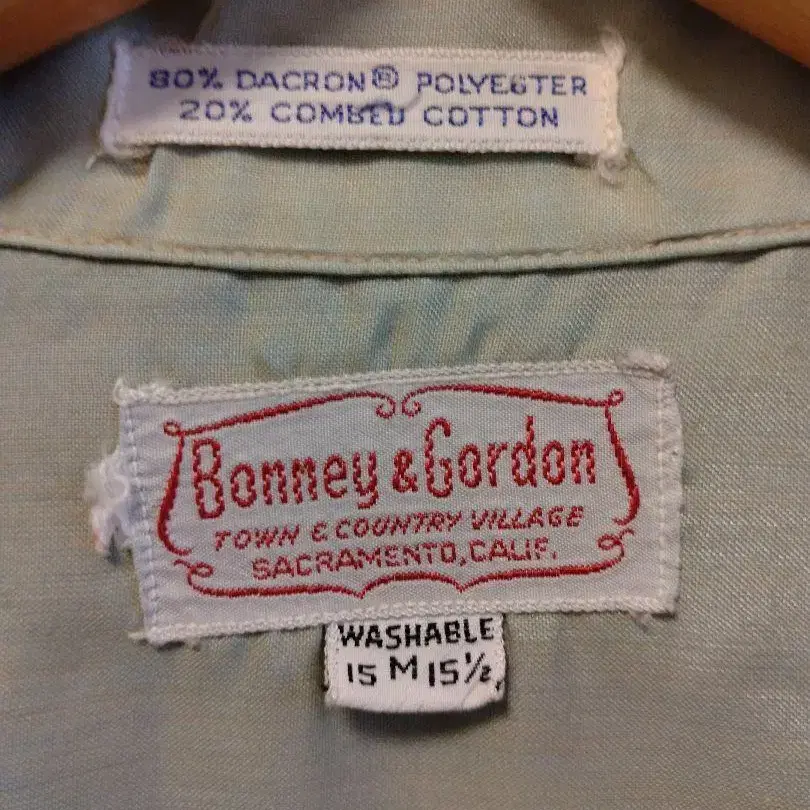 80% DACRON® POLYESTER
20% COMBED COTTON
Bonney & Gordon
TOWN & COUNTRY VILLAGE
SACRAMENTO, CALIF.
WASHABLE
15 M 15½